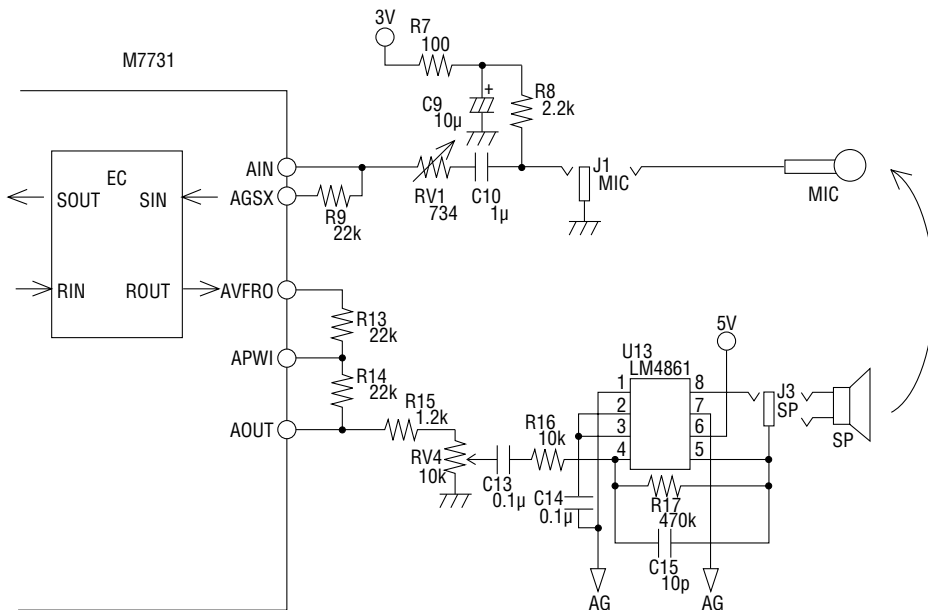 3V
R7
100
M7731
C9
+
10μ
R8
2.2k
AIN
EC
SOUT
SIN
AGSX
R9
22k
RV1
734
C10
1μ
J1
MIC
MIC
RIN
ROUT
AVFRO
R13
22k
APWI
R14
22k
AOUT
R15
1.2k
RV4
10k
C13
0.1μ
R16
10k
C14
0.1μ
U13
LM4861
1
2
3
4
8
7
6
5
5V
J3
SP
SP
R17
470k
C15
10p
AG
AG